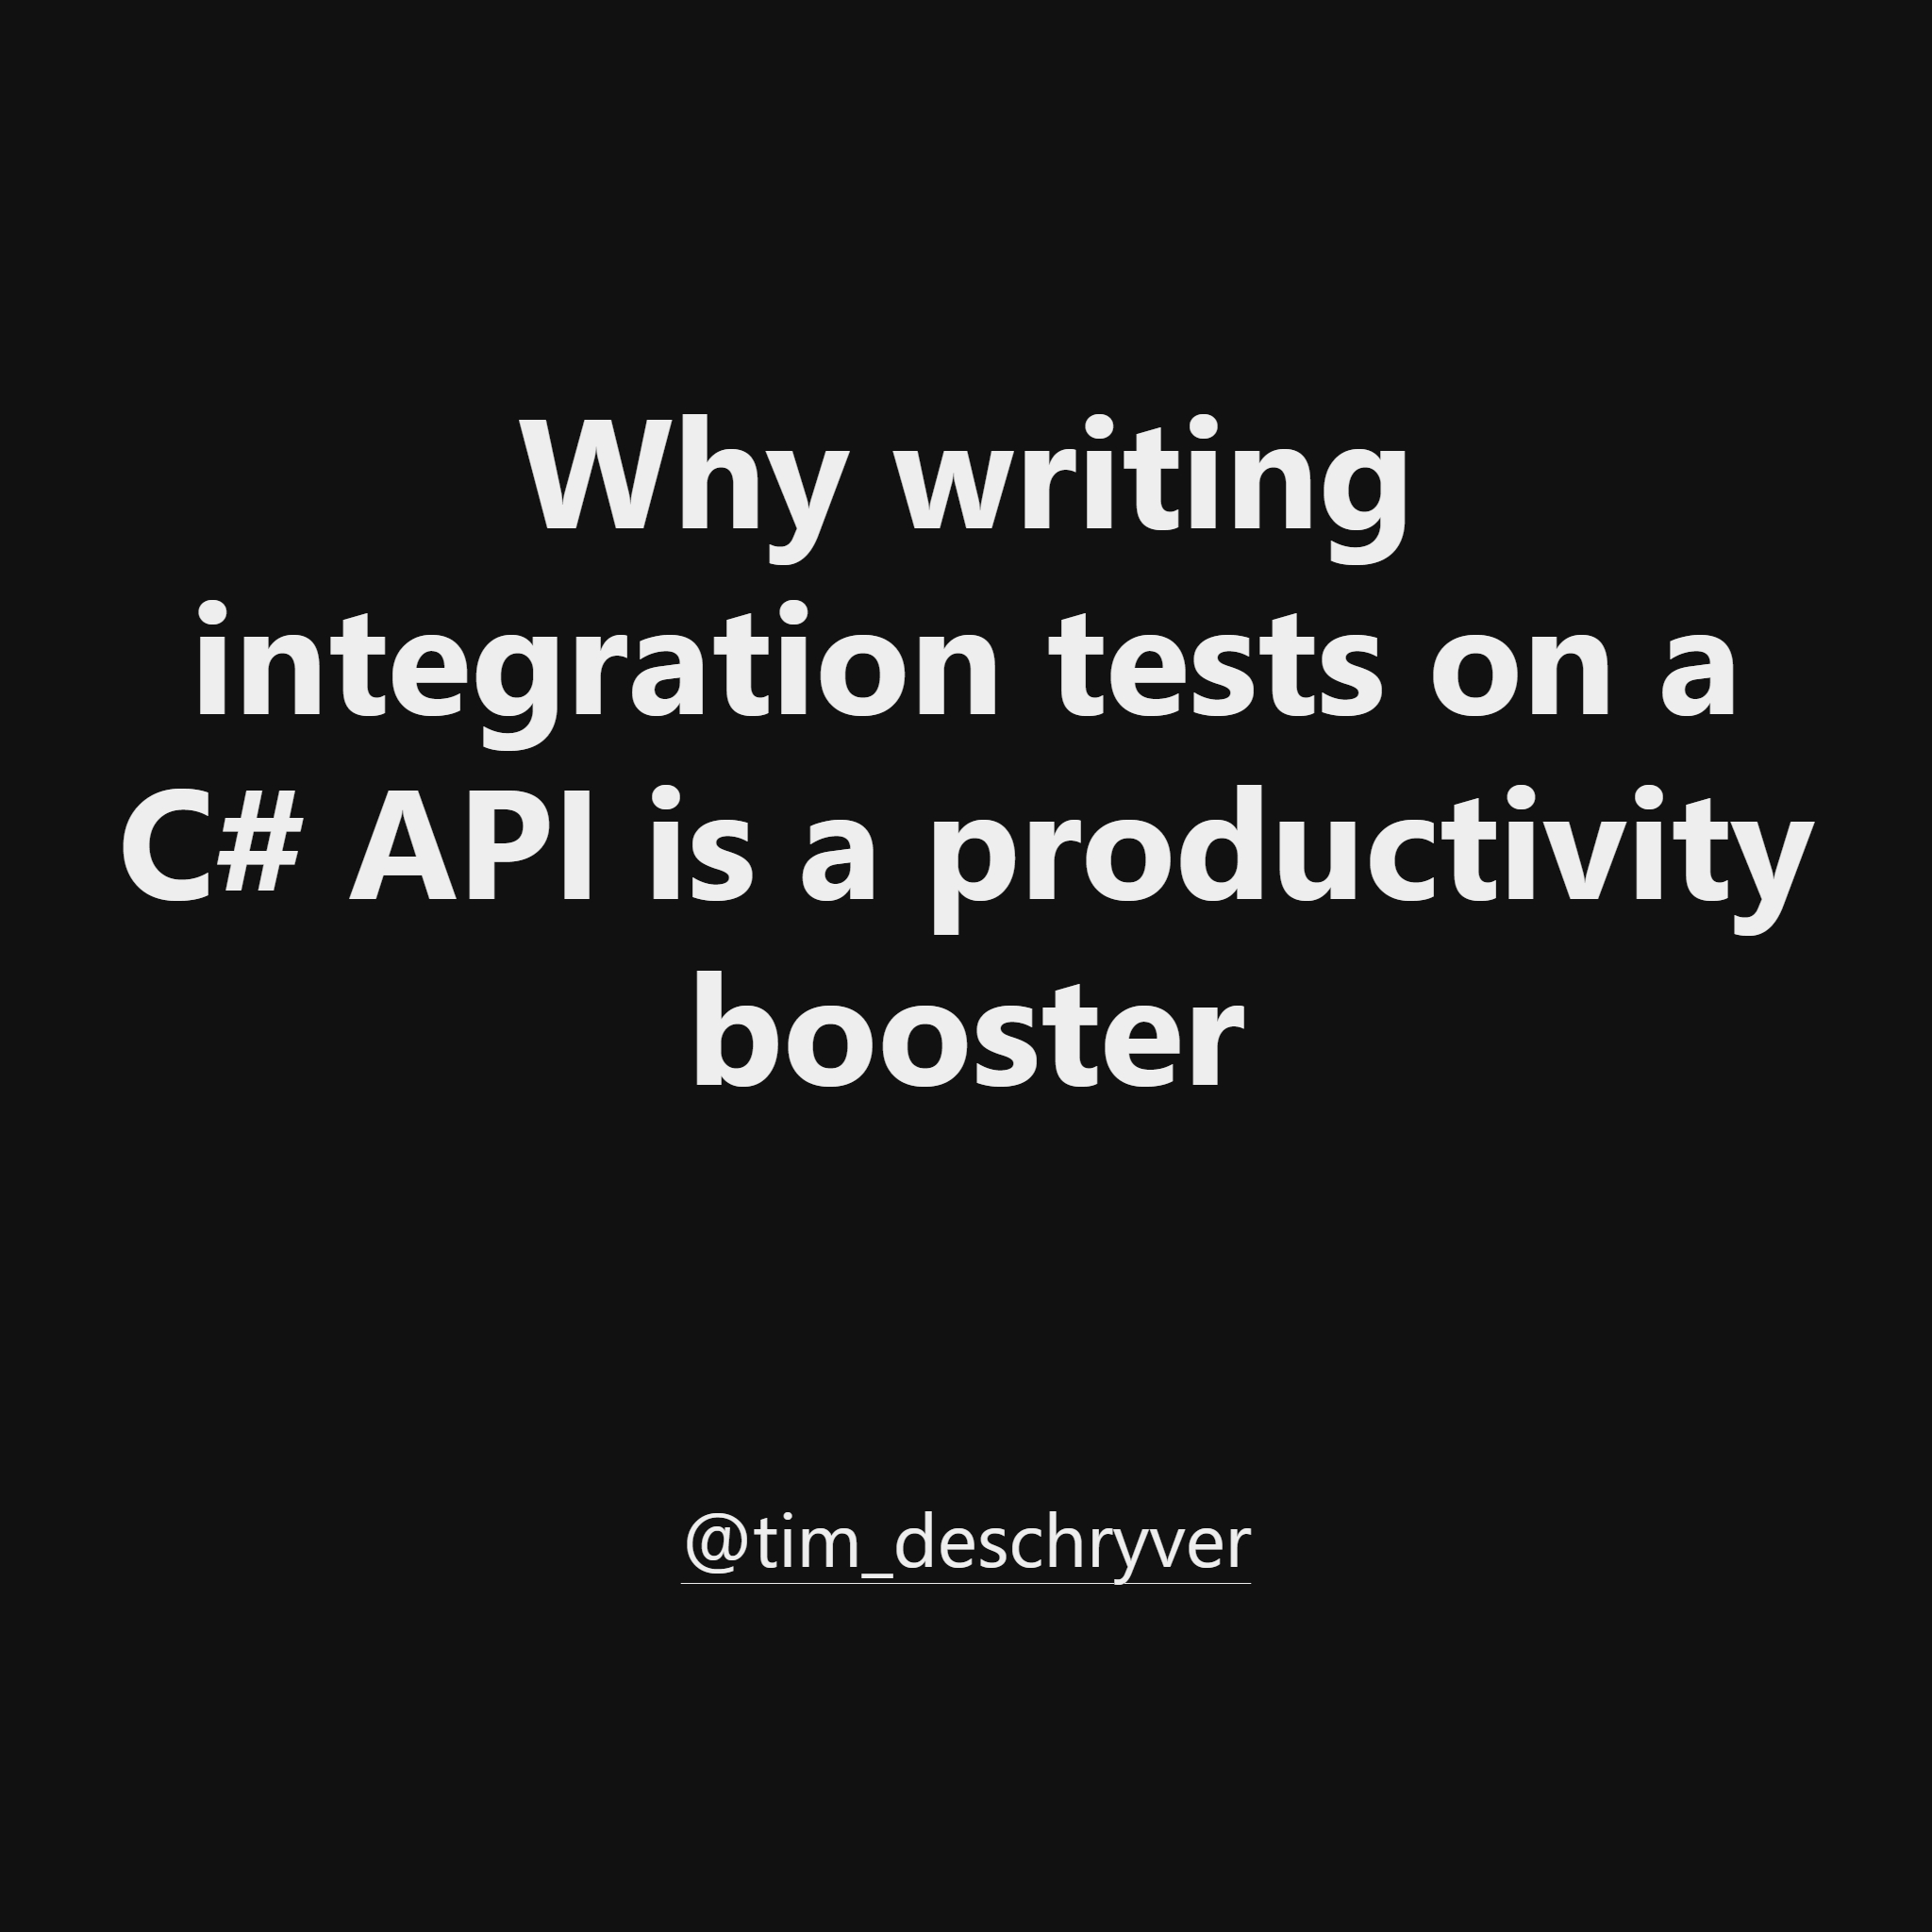 Why writing
integration tests on a
C# API is a productivity
booster
@tim_deschryver